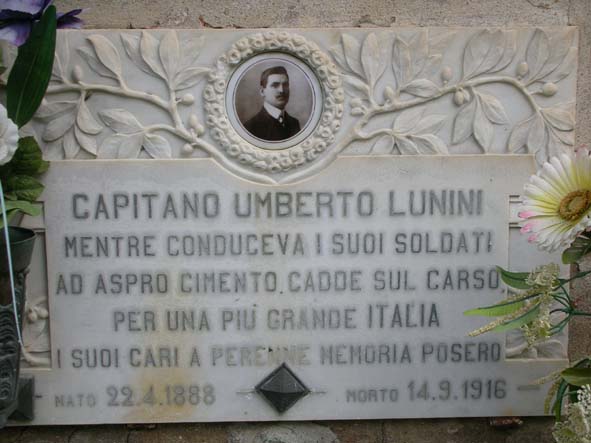 CAPITANO UMBERTO LUNINI
MENTRE CONDUCEVA I SUOI SOLDATI
AD ASPRO CIMENTO, CADDE SUL CARSO,
PER UNA PIU GRANDE ITALIA
I SUOI CARI A PERENNE MEMORIA POSERO
NATO 22.4.1888 MORTO 14.9.1916